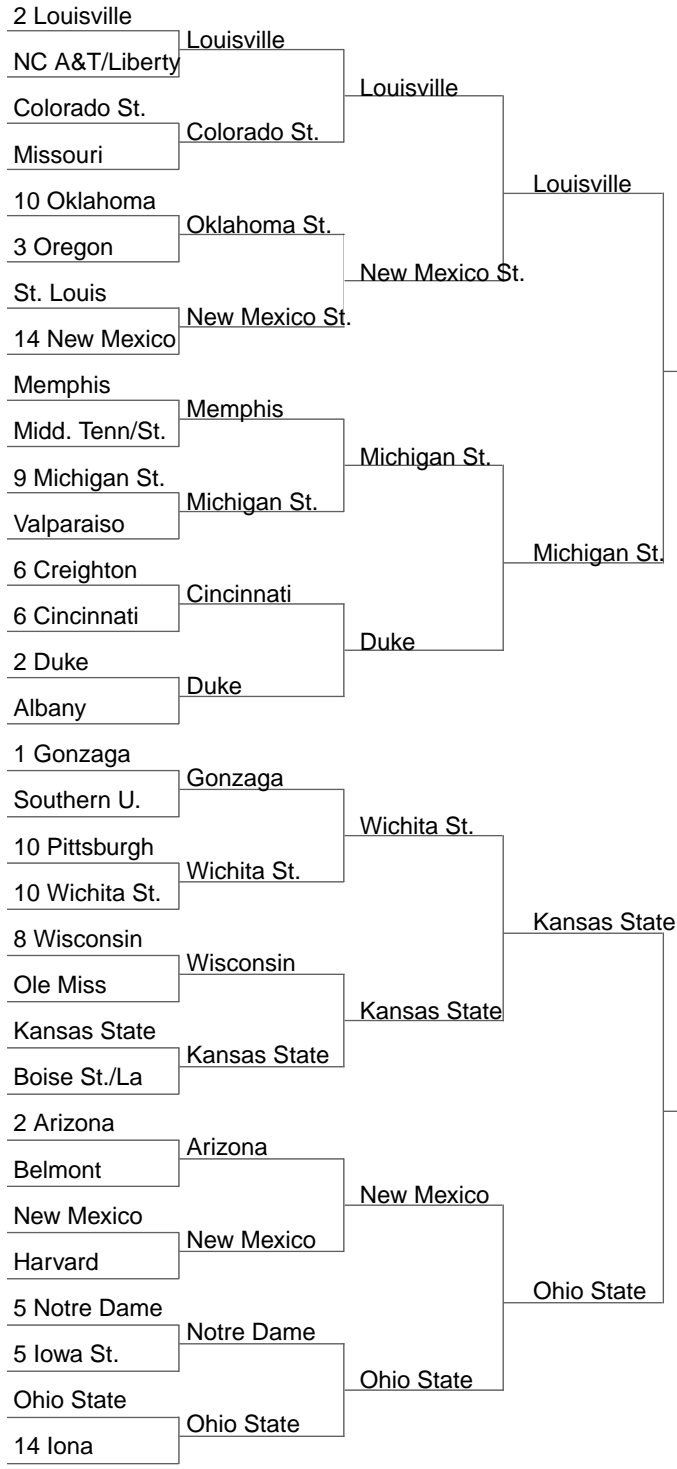 2 Louisville
NC A&T/Liberty
Colorado St.
Missouri
10 Oklahoma
3 Oregon
St. Louis
14 New Mexico
Memphis
Midd. Tenn/St.
9 Michigan St.
Valparaiso
6 Creighton
6 Cincinnati
2 Duke
Albany
1 Gonzaga
Southern U.
10 Pittsburgh
10 Wichita St.
8 Wisconsin
Ole Miss
Kansas State
Boise St./La
2 Arizona
Belmont
New Mexico
Harvard
5 Notre Dame
5 Iowa St.
Ohio State
14 Iona
Louisville
Colorado St.
Oklahoma St.
New Mexico St.
Memphis
Michigan St.
Cincinnati
Duke
Gonzaga
Wichita St.
Wisconsin
Kansas State
Arizona
New Mexico
Notre Dame
Ohio State
Louisville
New Mexico St.
Michigan St.
Duke
Wichita St.
Kansas State
New Mexico
Ohio State
Louisville
Michigan St.
Kansas State
Ohio State